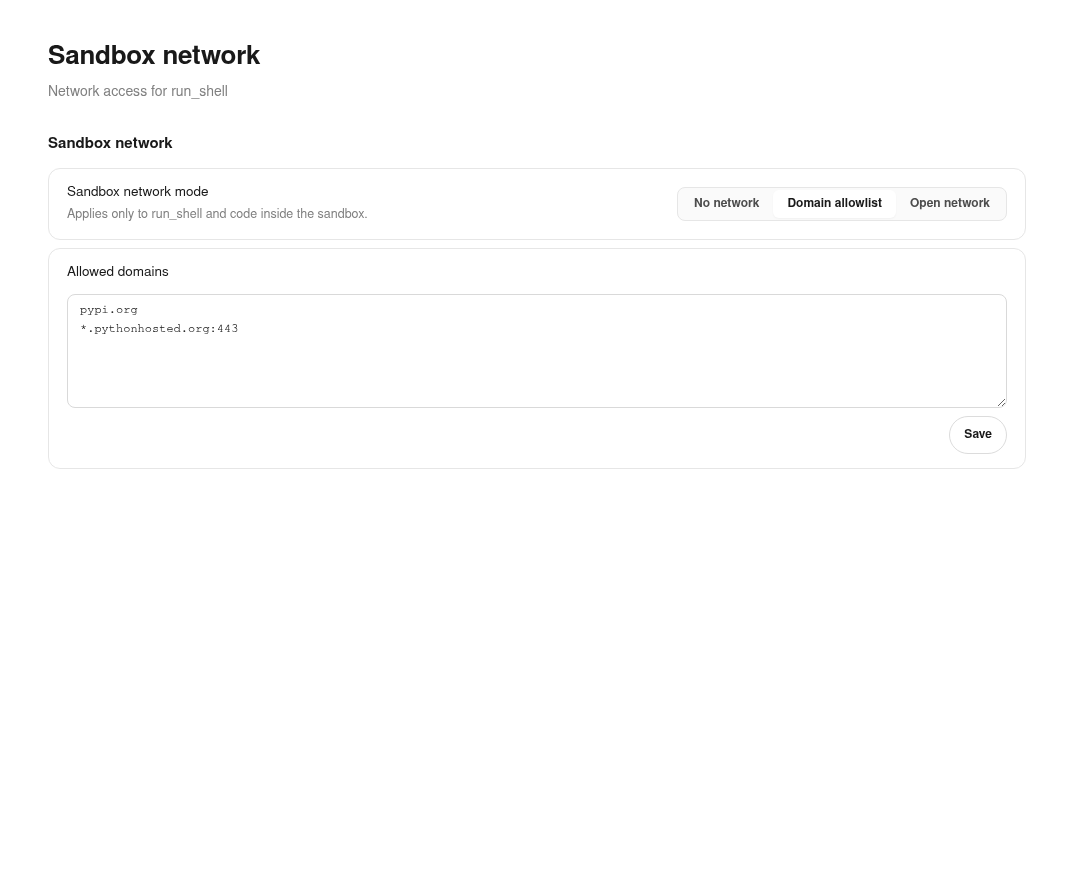 Sandbox network
Network access for run_shell
Sandbox network
Sandbox network mode
Applies only to run_shell and code inside the sandbox.
No network
Domain allowlist
Open network
Allowed domains
pypi.org
*.pythonhosted.org:443
Save